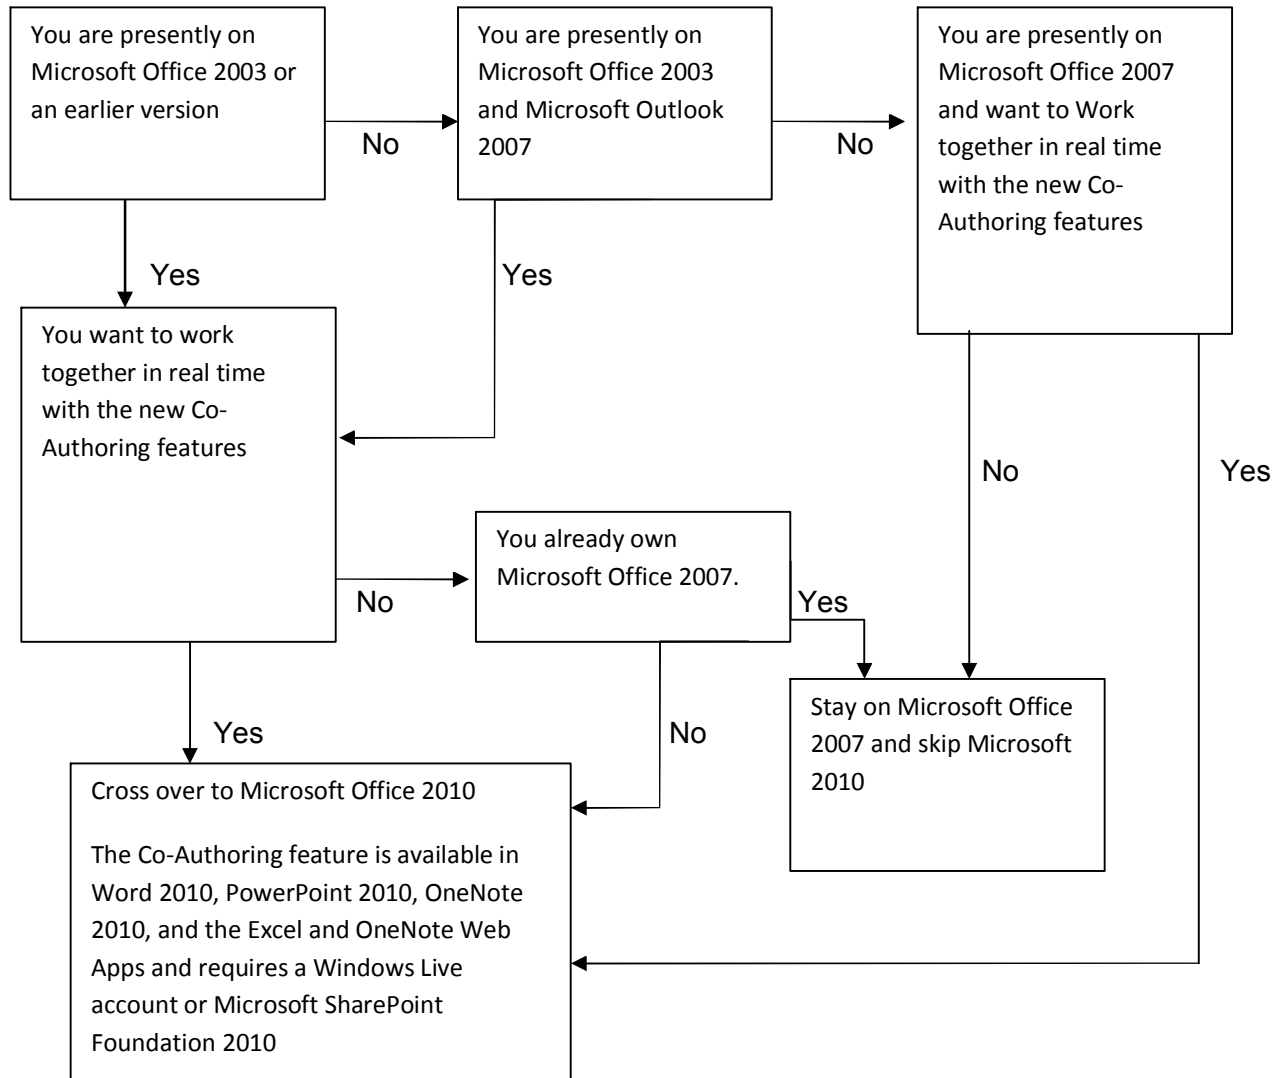 You are presently on
Microsoft Office 2003 or
an earlier version
No
You are presently on
Microsoft Office 2003
and Microsoft Outlook
2007
No
You are presently on
Microsoft Office 2007
and want to Work
together in real time
with the new Co-
Authoring features
Yes
Yes
You want to work
together in real time
with the new Co-
Authoring features
No
Yes
No
You already own
Microsoft Office 2007.
Yes
Yes
No
Stay on Microsoft Office
2007 and skip Microsoft
2010
Cross over to Microsoft Office 2010
The Co-Authoring feature is available in
Word 2010, PowerPoint 2010, OneNote
2010, and the Excel and OneNote Web
Apps and requires a Windows Live
account or Microsoft SharePoint
Foundation 2010